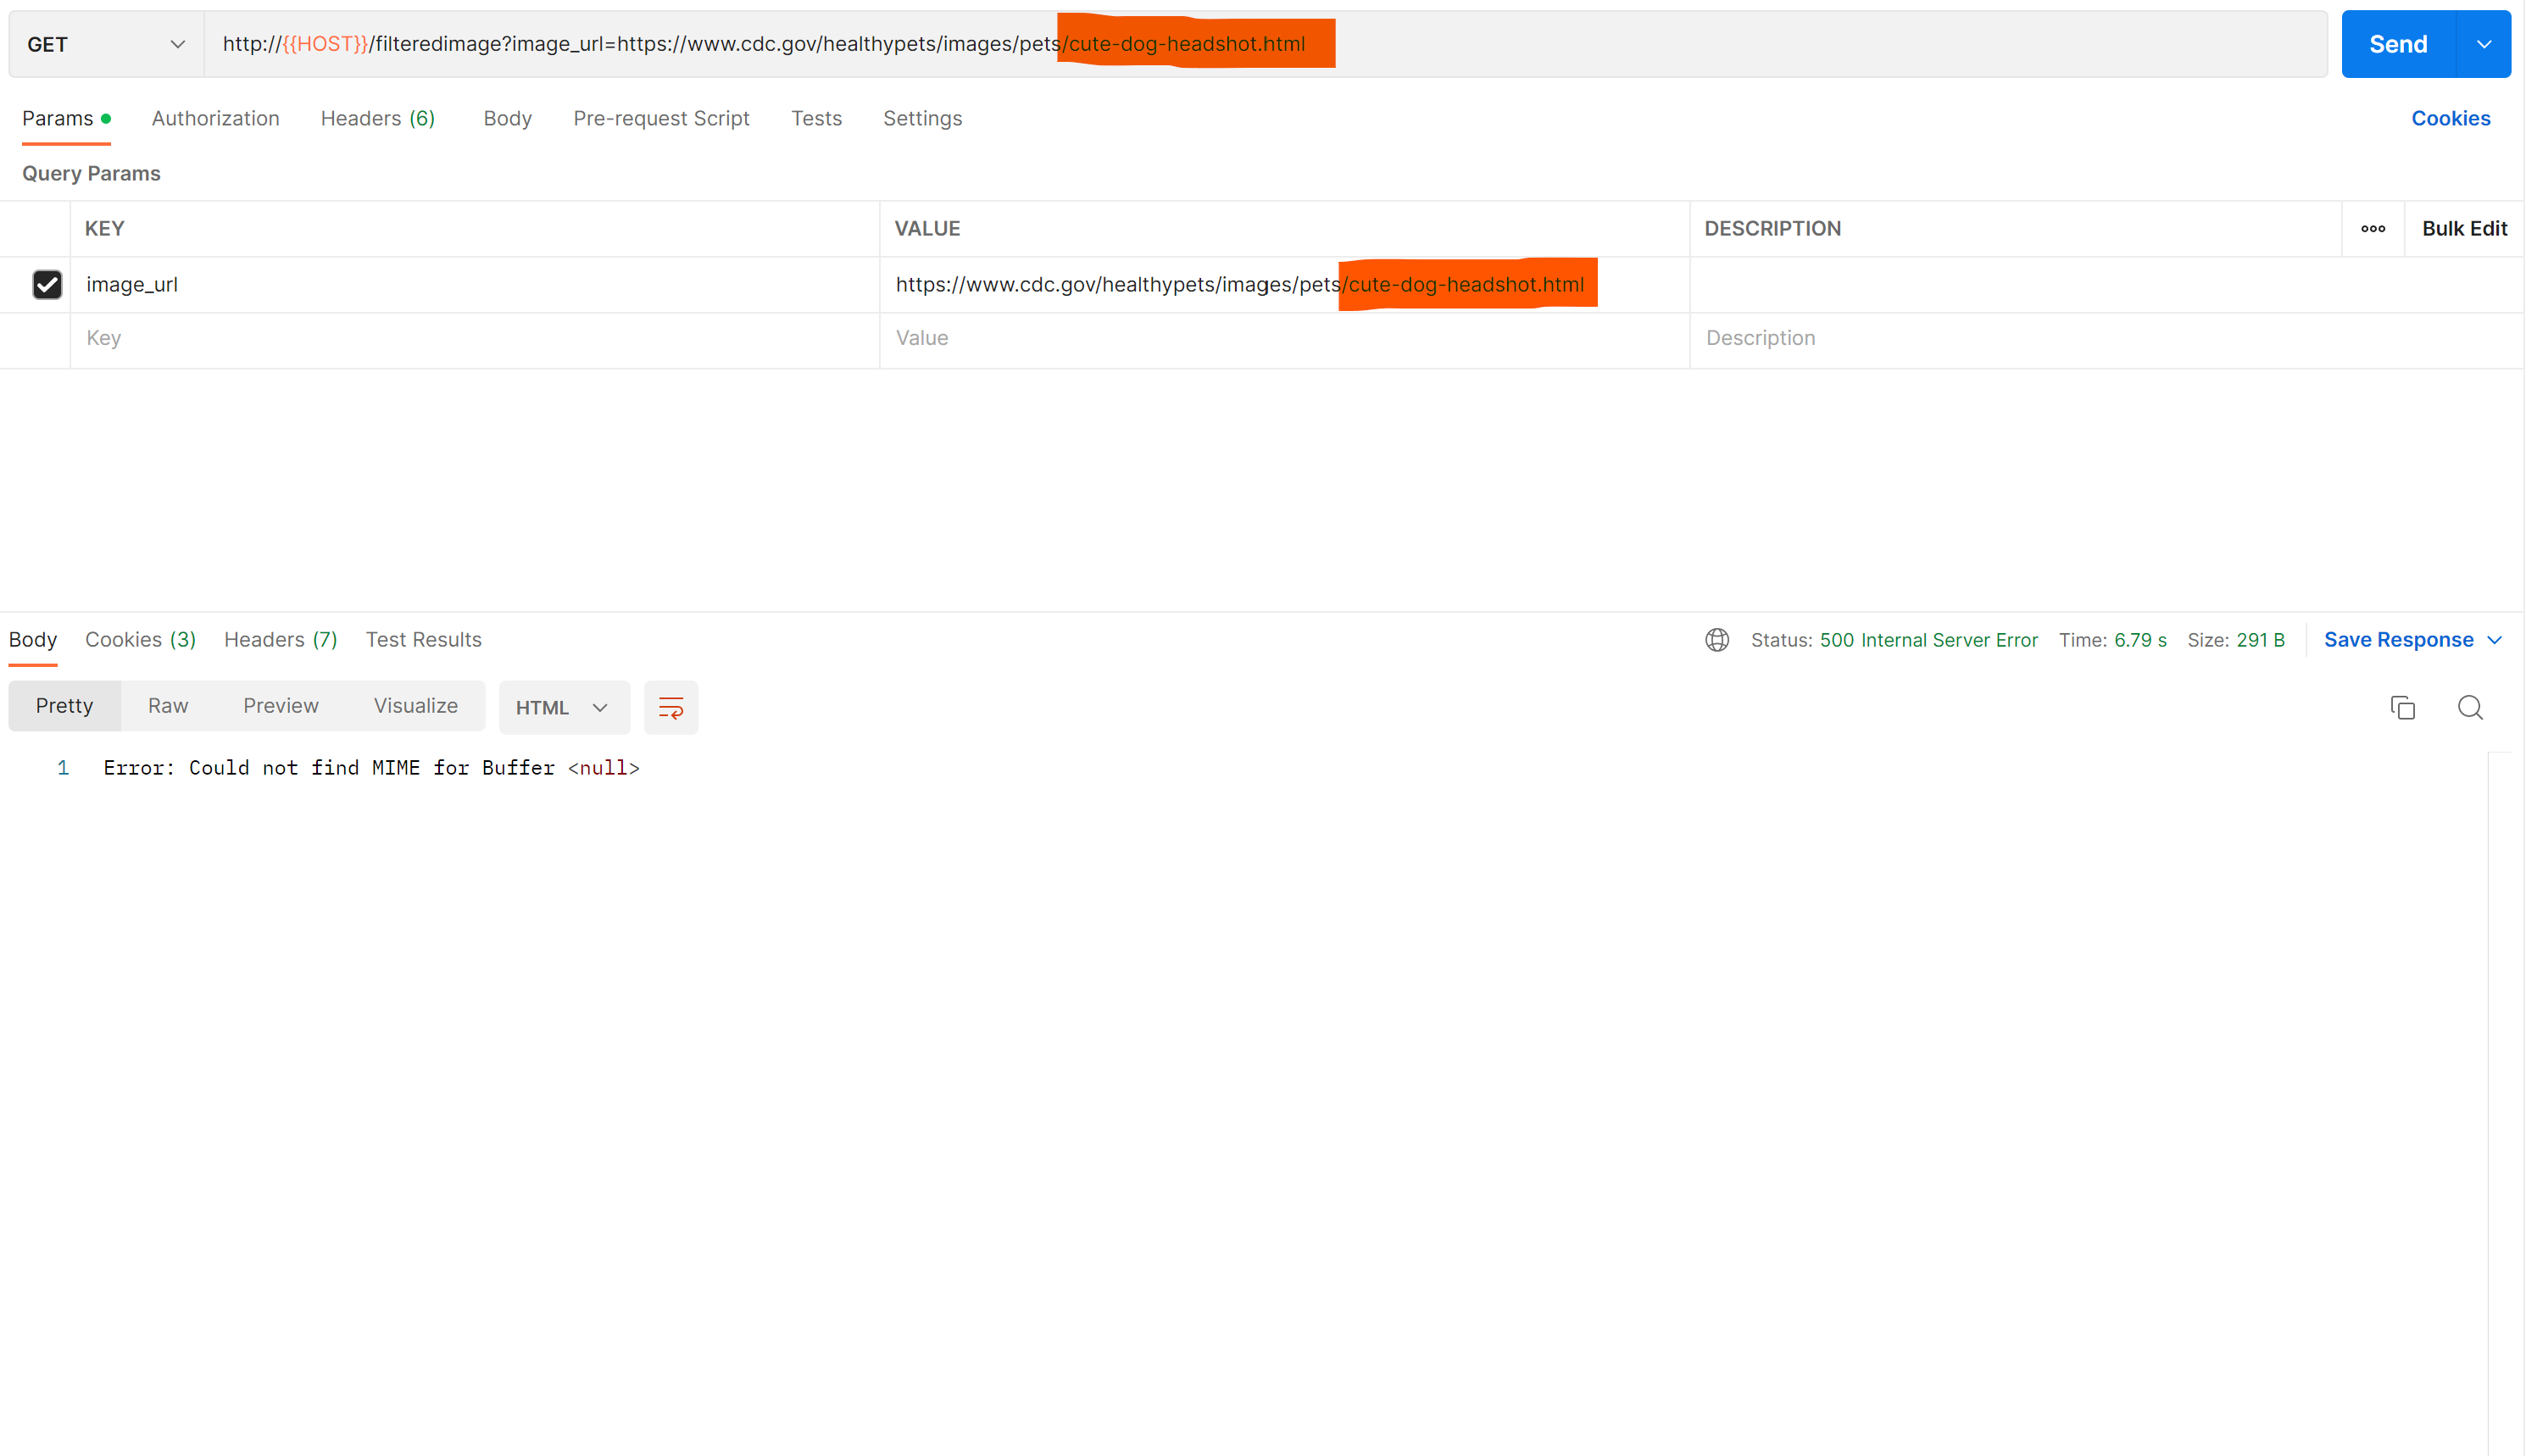 GET http://{{HOST}}/filteredimage?image_url=https://www.cdc.gov/healthypets/images/pets/cute-dog-headshot.html Send
Params Authorization Headers (6) Body Pre-request Script Tests Settings Cookies
Query Params
KEY VALUE DESCRIPTION Bulk Edit
image_url https://www.cdc.gov/healthypets/images/pets/cute-dog-headshot.html
Key Value Description
Body Cookies (3) Headers (7) Test Results Status: 500 Internal Server Error Time: 6.79 s Size: 291 B Save Response
Pretty Raw Preview Visualize HTML
1 Error: Could not find MIME for Buffer <null>